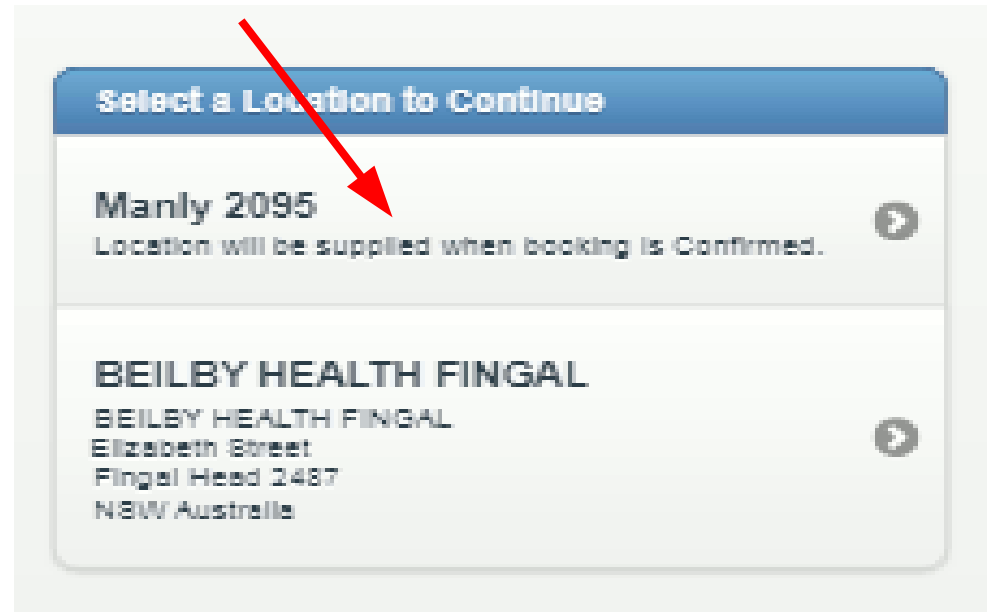 Select a Location to Continue
Manly 2095
Location will be supplied when booking is Confirmed.
BEILBY HEALTH FINGAL
BEILBY HEALTH FINGAL
Elizabeth Street
Fingal Head 2487
NSW Australia